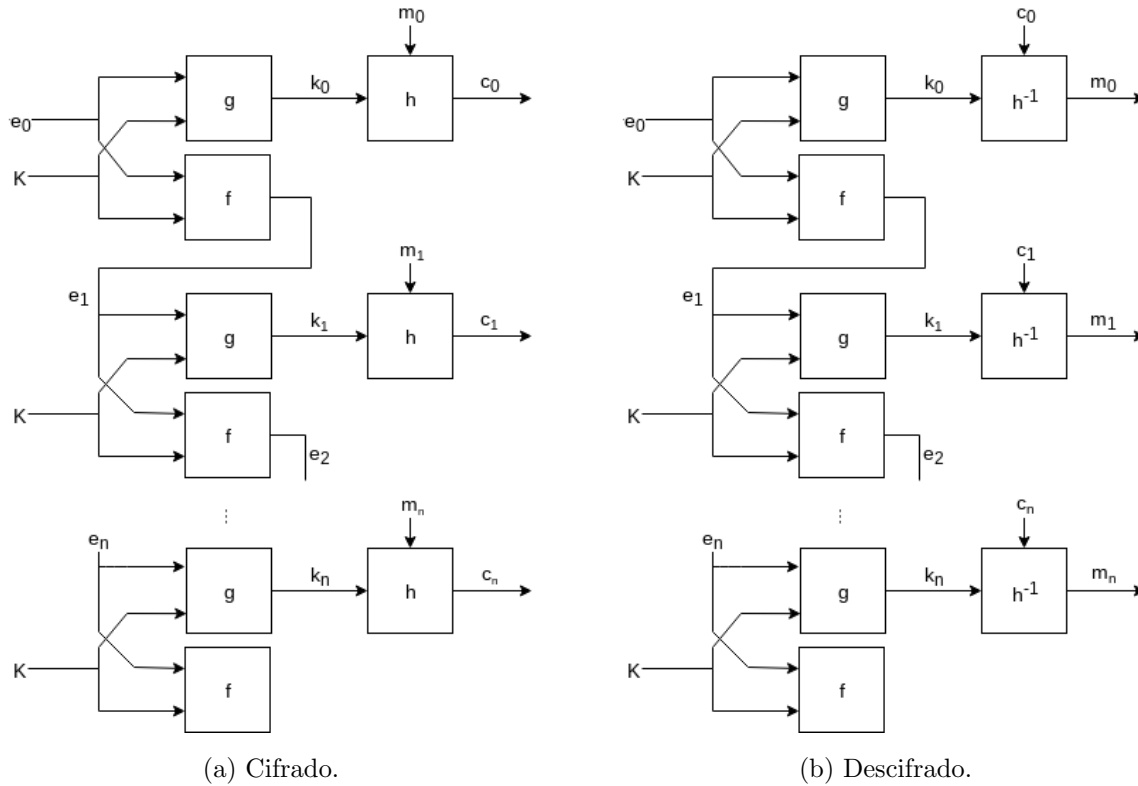 m₀ c₀
g k₀ h c₀ g k₀ h⁻¹ m₀
e₀ e₀
K f K f
m₁ c₁
e₁ e₁
g k₁ h c₁ g k₁ h⁻¹ m₁
K f e₂ K f e₂
⋮ ⋮
mₙ cₙ
eₙ eₙ
g kₙ h cₙ g kₙ h⁻¹ mₙ
K f K f
(a) Cifrado. (b) Descifrado.